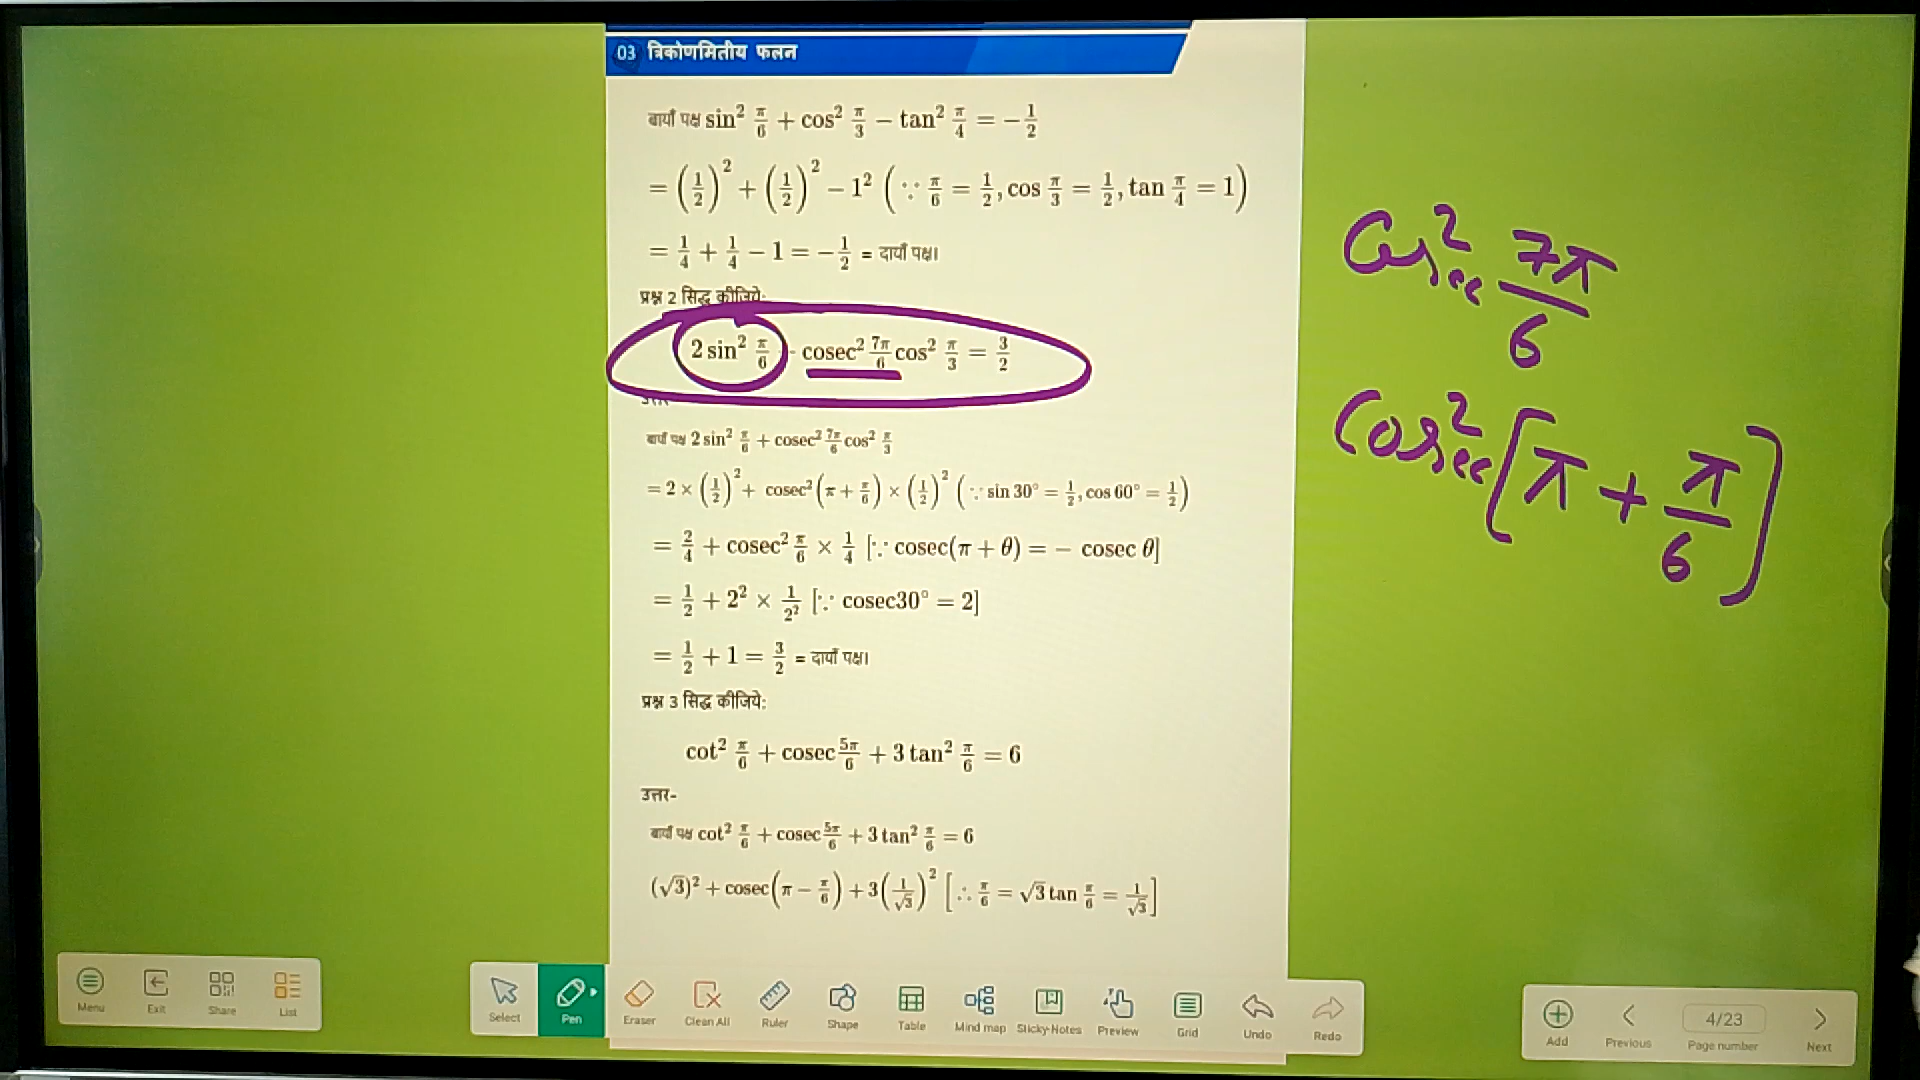 03 त्रिकोणमितीय फलन
बायाँ पक्ष sin² π/6 + cos² π/3 − tan² π/4 = −1/2
= (1/2)² + (1/2)² − 1² (∵ π/6 = 1/2, cos π/3 = 1/2, tan π/4 = 1)
= 1/4 + 1/4 − 1 = −1/2 = दायाँ पक्ष।
प्रश्न 2 सिद्ध कीजिये:
2 sin² π/6 + cosec² 7π/6 cos² π/3 = 3/2
उत्तर-
बायाँ पक्ष 2 sin² π/6 + cosec² 7π/6 cos² π/3
= 2 × (1/2)² + cosec² (π + π/6) × (1/2)² (∵ sin 30° = 1/2, cos 60° = 1/2)
= 2/4 + cosec² π/6 × 1/4 [∵ cosec(π + θ) = − cosec θ]
= 1/2 + 2² × 1/2² [∵ cosec30° = 2]
= 1/2 + 1 = 3/2 = दायाँ पक्ष।
प्रश्न 3 सिद्ध कीजिये:
cot² π/6 + cosec 5π/6 + 3 tan² π/6 = 6
उत्तर-
बायाँ पक्ष cot² π/6 + cosec 5π/6 + 3 tan² π/6 = 6
(√3)² + cosec(π − π/6) + 3(1/√3)² [∴ π/6 = √3 tan π/6 = 1/√3]
Cosec² 7π/6
Cosec² [π + π/6]
Menu Exit Share List
Select Pen Eraser Clean All Ruler Shape Table Mind map Sticky-Notes Preview Grid Undo Redo
4/23
Add Previous Page number Next